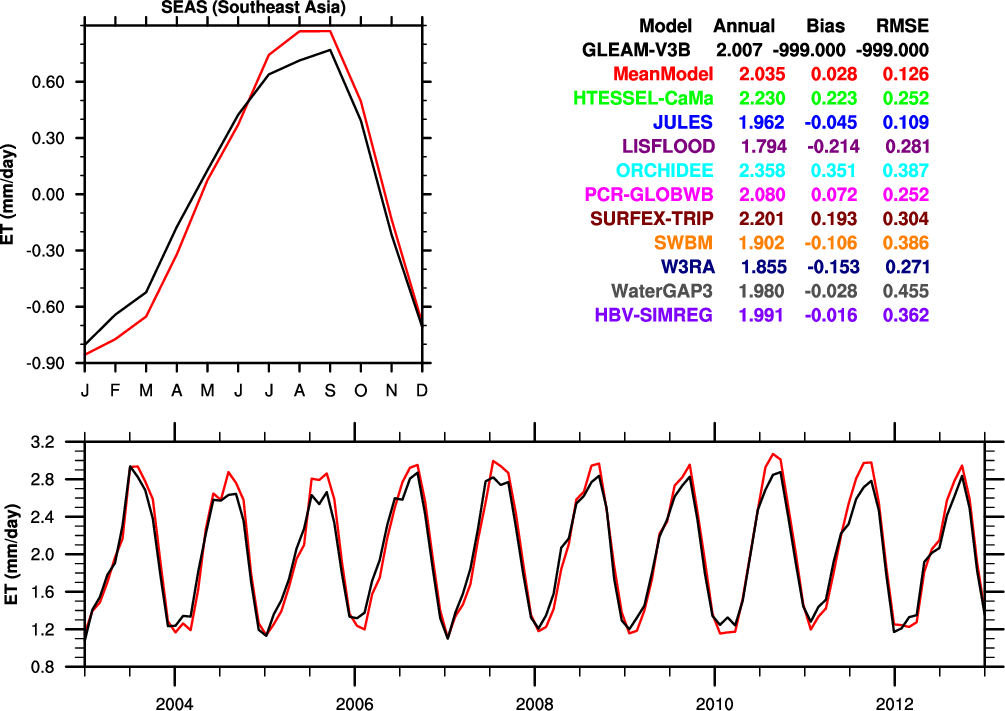 SEAS (Southeast Asia)
ET (mm/day)
0.60
0.30
0.00
-0.30
-0.60
-0.90
J F M A M J J A S O N D
Model Annual Bias RMSE
GLEAM-V3B 2.007 -999.000 -999.000
MeanModel 2.035 0.028 0.126
HTESSEL-CaMa 2.230 0.223 0.252
JULES 1.962 -0.045 0.109
LISFLOOD 1.794 -0.214 0.281
ORCHIDEE 2.358 0.351 0.387
PCR-GLOBWB 2.080 0.072 0.252
SURFEX-TRIP 2.201 0.193 0.304
SWBM 1.902 -0.106 0.386
W3RA 1.855 -0.153 0.271
WaterGAP3 1.980 -0.028 0.455
HBV-SIMREG 1.991 -0.016 0.362
ET (mm/day)
3.2
2.8
2.4
2.0
1.6
1.2
0.8
2004 2006 2008 2010 2012